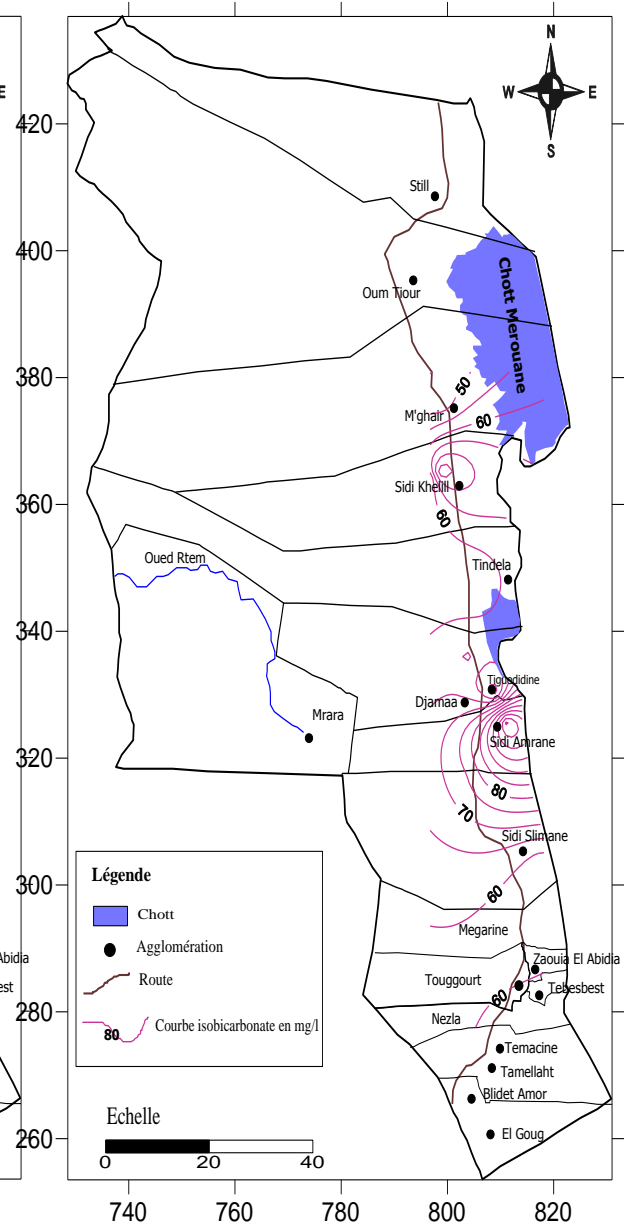 N
W E
S
E
420
Still
400
Oum Tiour
Chott Merouane
380
50
M'ghair
60
Sidi Khelill
360
60
Tindela
Oued Rtem
340
Tiguedidine
Djamaa
Mrara
Sidi Amrane
320
80
70
Sidi Slimane
300
60
Megarine
Abidia
Zaouia El Abidia
Touggourt
est
Tebesbest
280
60
Nezla
Temacine
Tamellaht
Blidet Amor
260
El Goug
Légende
Chott
Agglomération
Route
80
Courbe isobicarbonate en mg/l
Echelle
0 20 40
740 760 780 800 820